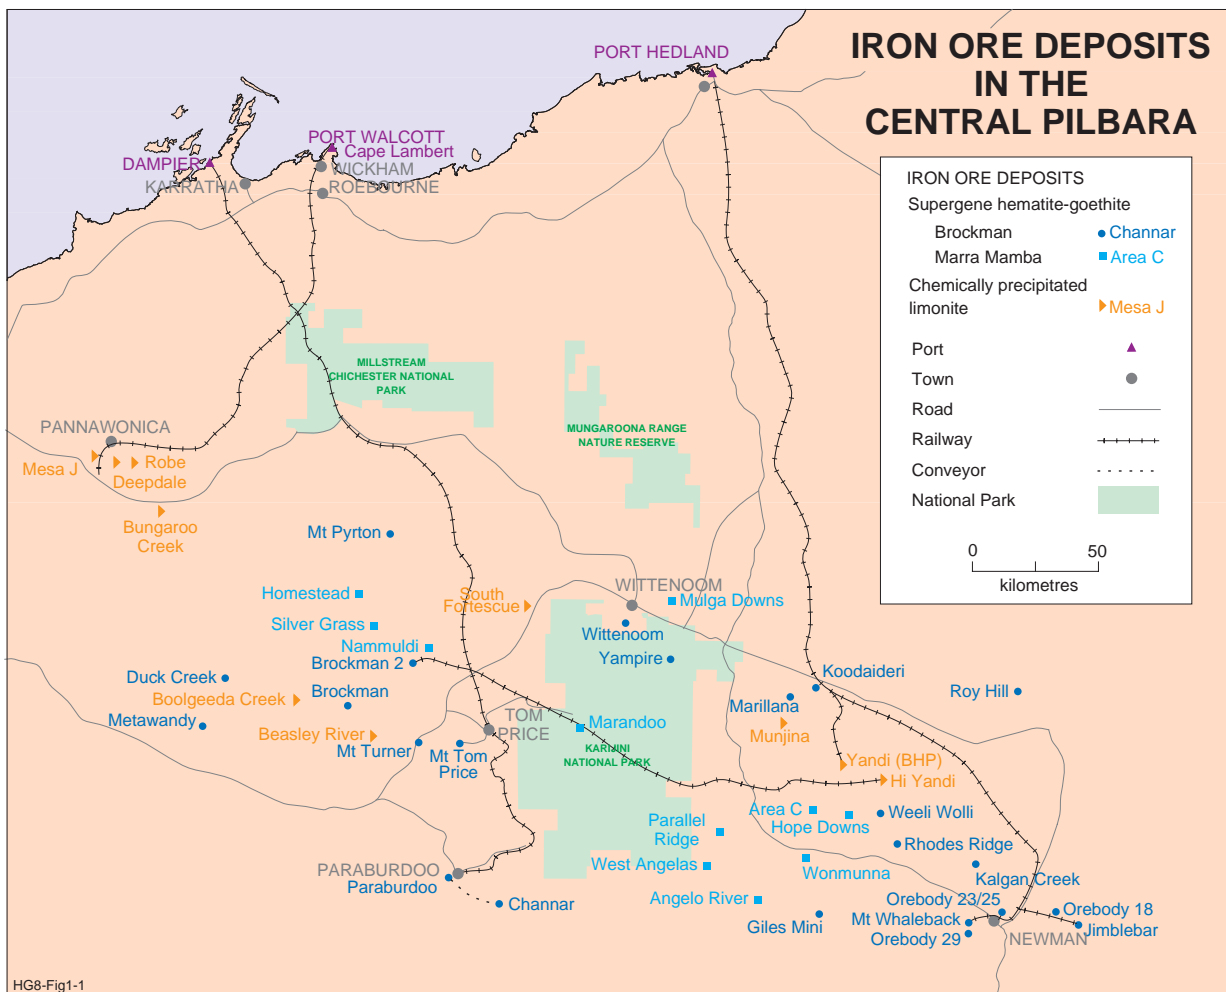 IRON ORE DEPOSITS
IN THE
CENTRAL PILBARA
PORT HEDLAND
PORT WALCOTT
Cape Lambert
DAMPIER
WICKHAM
KARRATHA
ROEBOURNE
IRON ORE DEPOSITS
Supergene hematite-goethite
Brockman
Channar
Marra Mamba
Area C
Chemically precipitated
limonite
Mesa J
Port
Town
Road
Railway
Conveyor
National Park
0
50
kilometres
MILLSTREAM
CHICHESTER NATIONAL
PARK
MUNGAROONA RANGE
NATURE RESERVE
PANNAWONICA
Mesa J
Robe
Deepdale
Bungaroo
Creek
Mt Pyrton
Homestead
Silver Grass
Nammuldi
Brockman 2
South
Fortescue
WITTENOOM
Mulga Downs
Wittenoom
Yampire
Koodaideri
Roy Hill
Duck Creek
Boolgeeda Creek
Brockman
Metawandy
Beasley River
Mt Turner
Mt Tom
Price
TOM
PRICE
Marandoo
KARIJINI
NATIONAL PARK
Marillana
Munjina
Yandi (BHP)
Hi Yandi
Area C
Hope Downs
Weeli Wolli
Parallel
Ridge
Rhodes Ridge
West Angelas
Wonmunna
Kalgan Creek
PARABURDOO
Paraburdoo
Channar
Angelo River
Giles Mini
Orebody 23/25
Orebody 18
Mt Whaleback
Jimblebar
Orebody 29
NEWMAN
HG8-Fig1-1